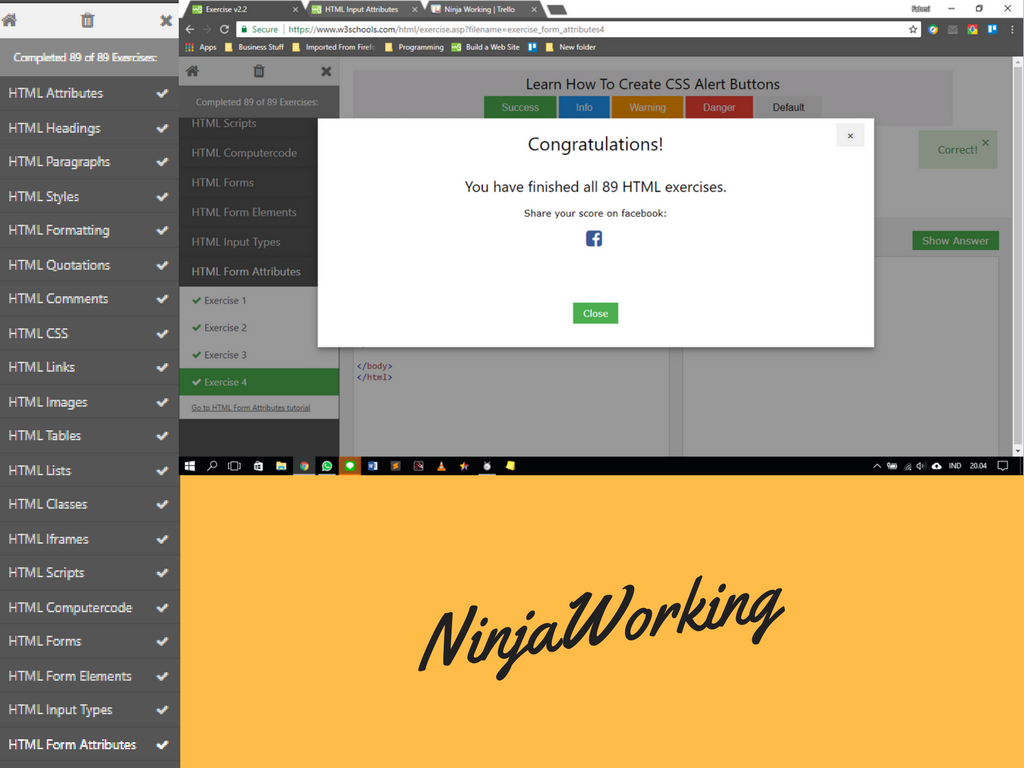 Completed 89 of 89 Exercises:
HTML Attributes
HTML Headings
HTML Paragraphs
HTML Styles
HTML Formatting
HTML Quotations
HTML Comments
HTML CSS
HTML Links
HTML Images
HTML Tables
HTML Lists
HTML Classes
HTML Iframes
HTML Scripts
HTML Computercode
HTML Forms
HTML Form Elements
HTML Input Types
HTML Form Attributes
Exercise v2.2
HTML Input Attributes
Ninja Working | Trello
Secure https://www.w3schools.com/html/exercise.asp?filename=exercise_form_attributes4
Apps Business Stuff Imported From Firef Programming Build a Web Site New folder
Completed 89 of 89 Exercises:
HTML Scripts
HTML Computercode
HTML Forms
HTML Form Elements
HTML Input Types
HTML Form Attributes
Exercise 1
Exercise 2
Exercise 3
Exercise 4
Go to HTML Form Attributes tutorial
Learn How To Create CSS Alert Buttons
Success Info Warning Danger Default
Correct!
Show Answer
Congratulations!
You have finished all 89 HTML exercises.
Share your score on facebook:
Close
</body>
</html>
IND 20.04
NinjaWorking